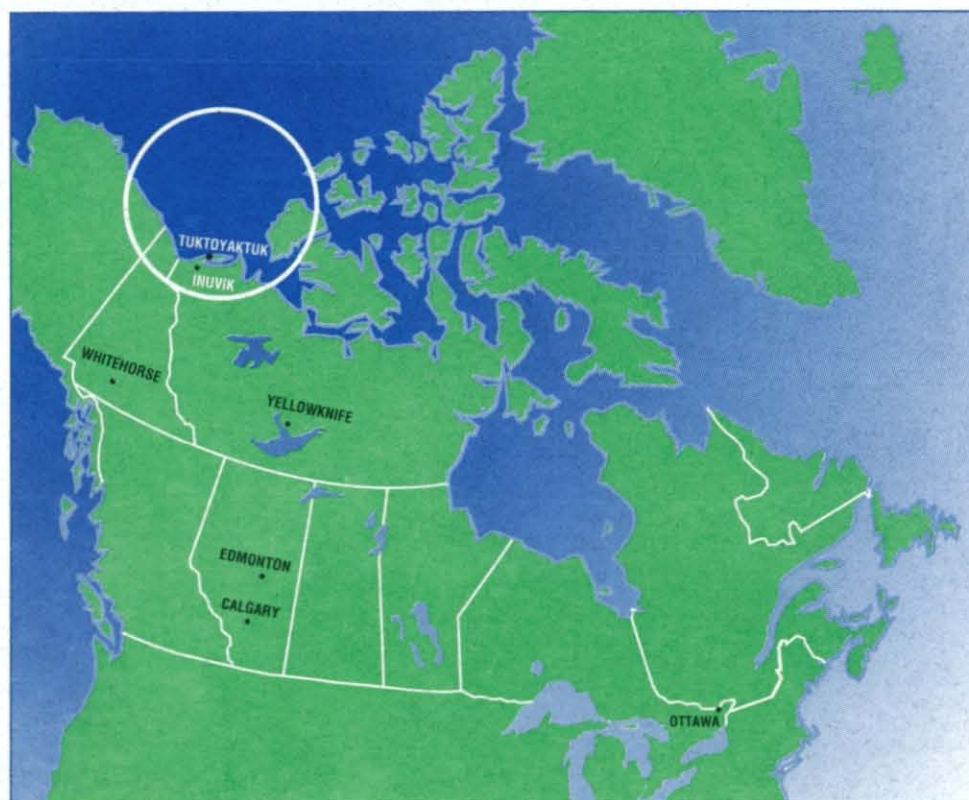 TUKTOYAKTUK
INUVIK
WHITEHORSE
YELLOWKNIFE
EDMONTON
CALGARY
OTTAWA